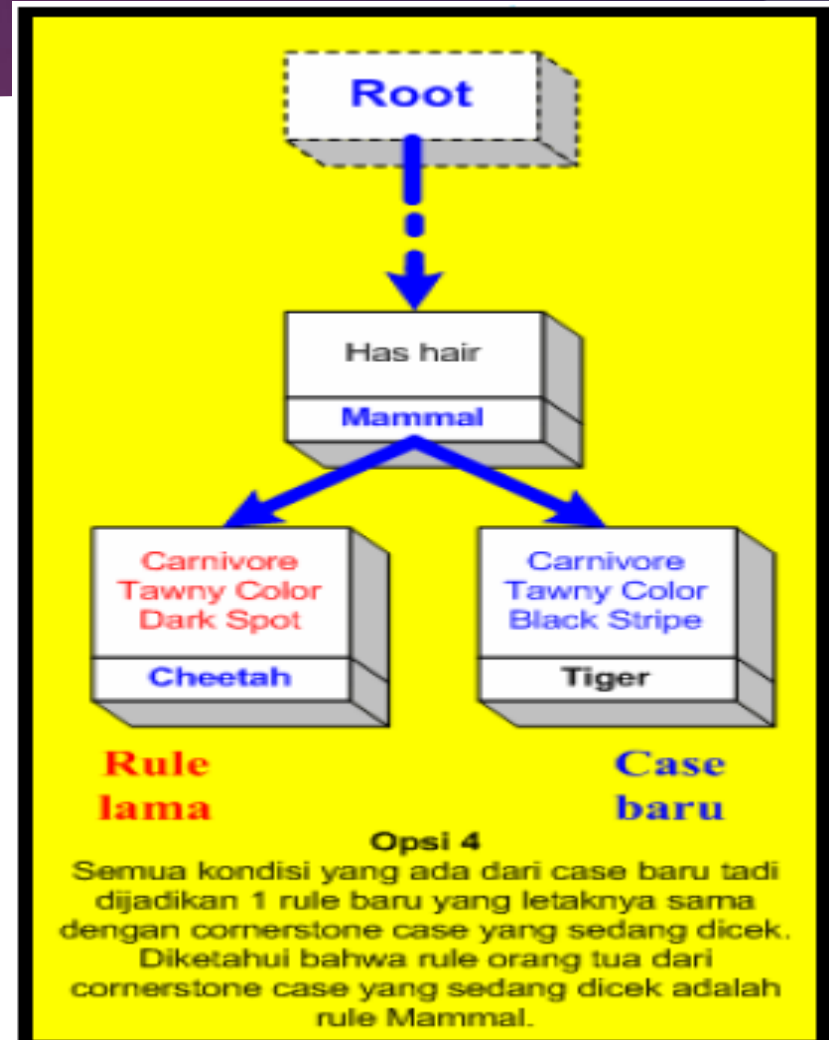 Root
Has hair
Mammal
Carnivore
Tawny Color
Dark Spot
Cheetah
Carnivore
Tawny Color
Black Stripe
Tiger
Rule
lama
Case
baru
Opsi 4
Semua kondisi yang ada dari case baru tadi
dijadikan 1 rule baru yang letaknya sama
dengan cornerstone case yang sedang dicek.
Diketahui bahwa rule orang tua dari
cornerstone case yang sedang dicek adalah
rule Mammal.